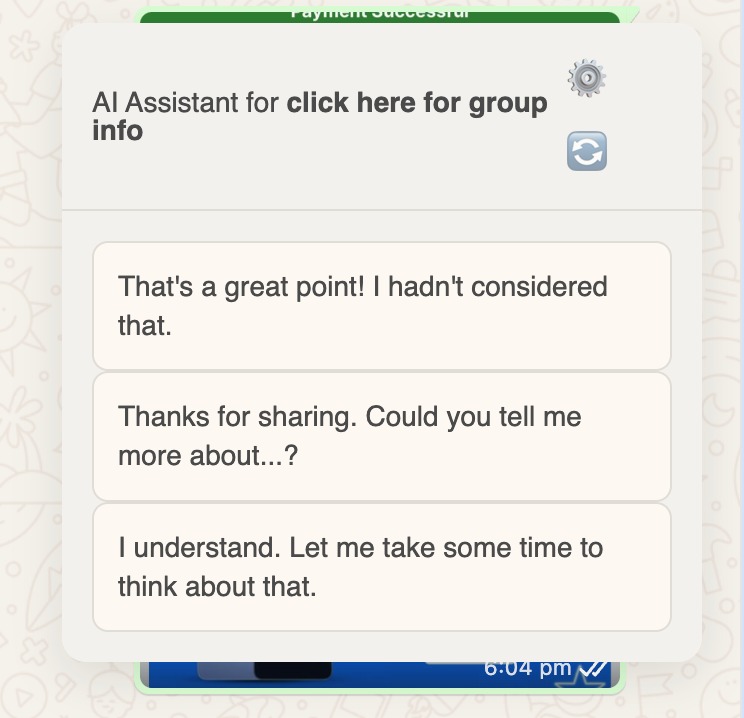 Payment Successful
AI Assistant for click here for group
info
That's a great point! I hadn't considered
that.
Thanks for sharing. Could you tell me
more about...?
I understand. Let me take some time to
think about that.
6:04 pm